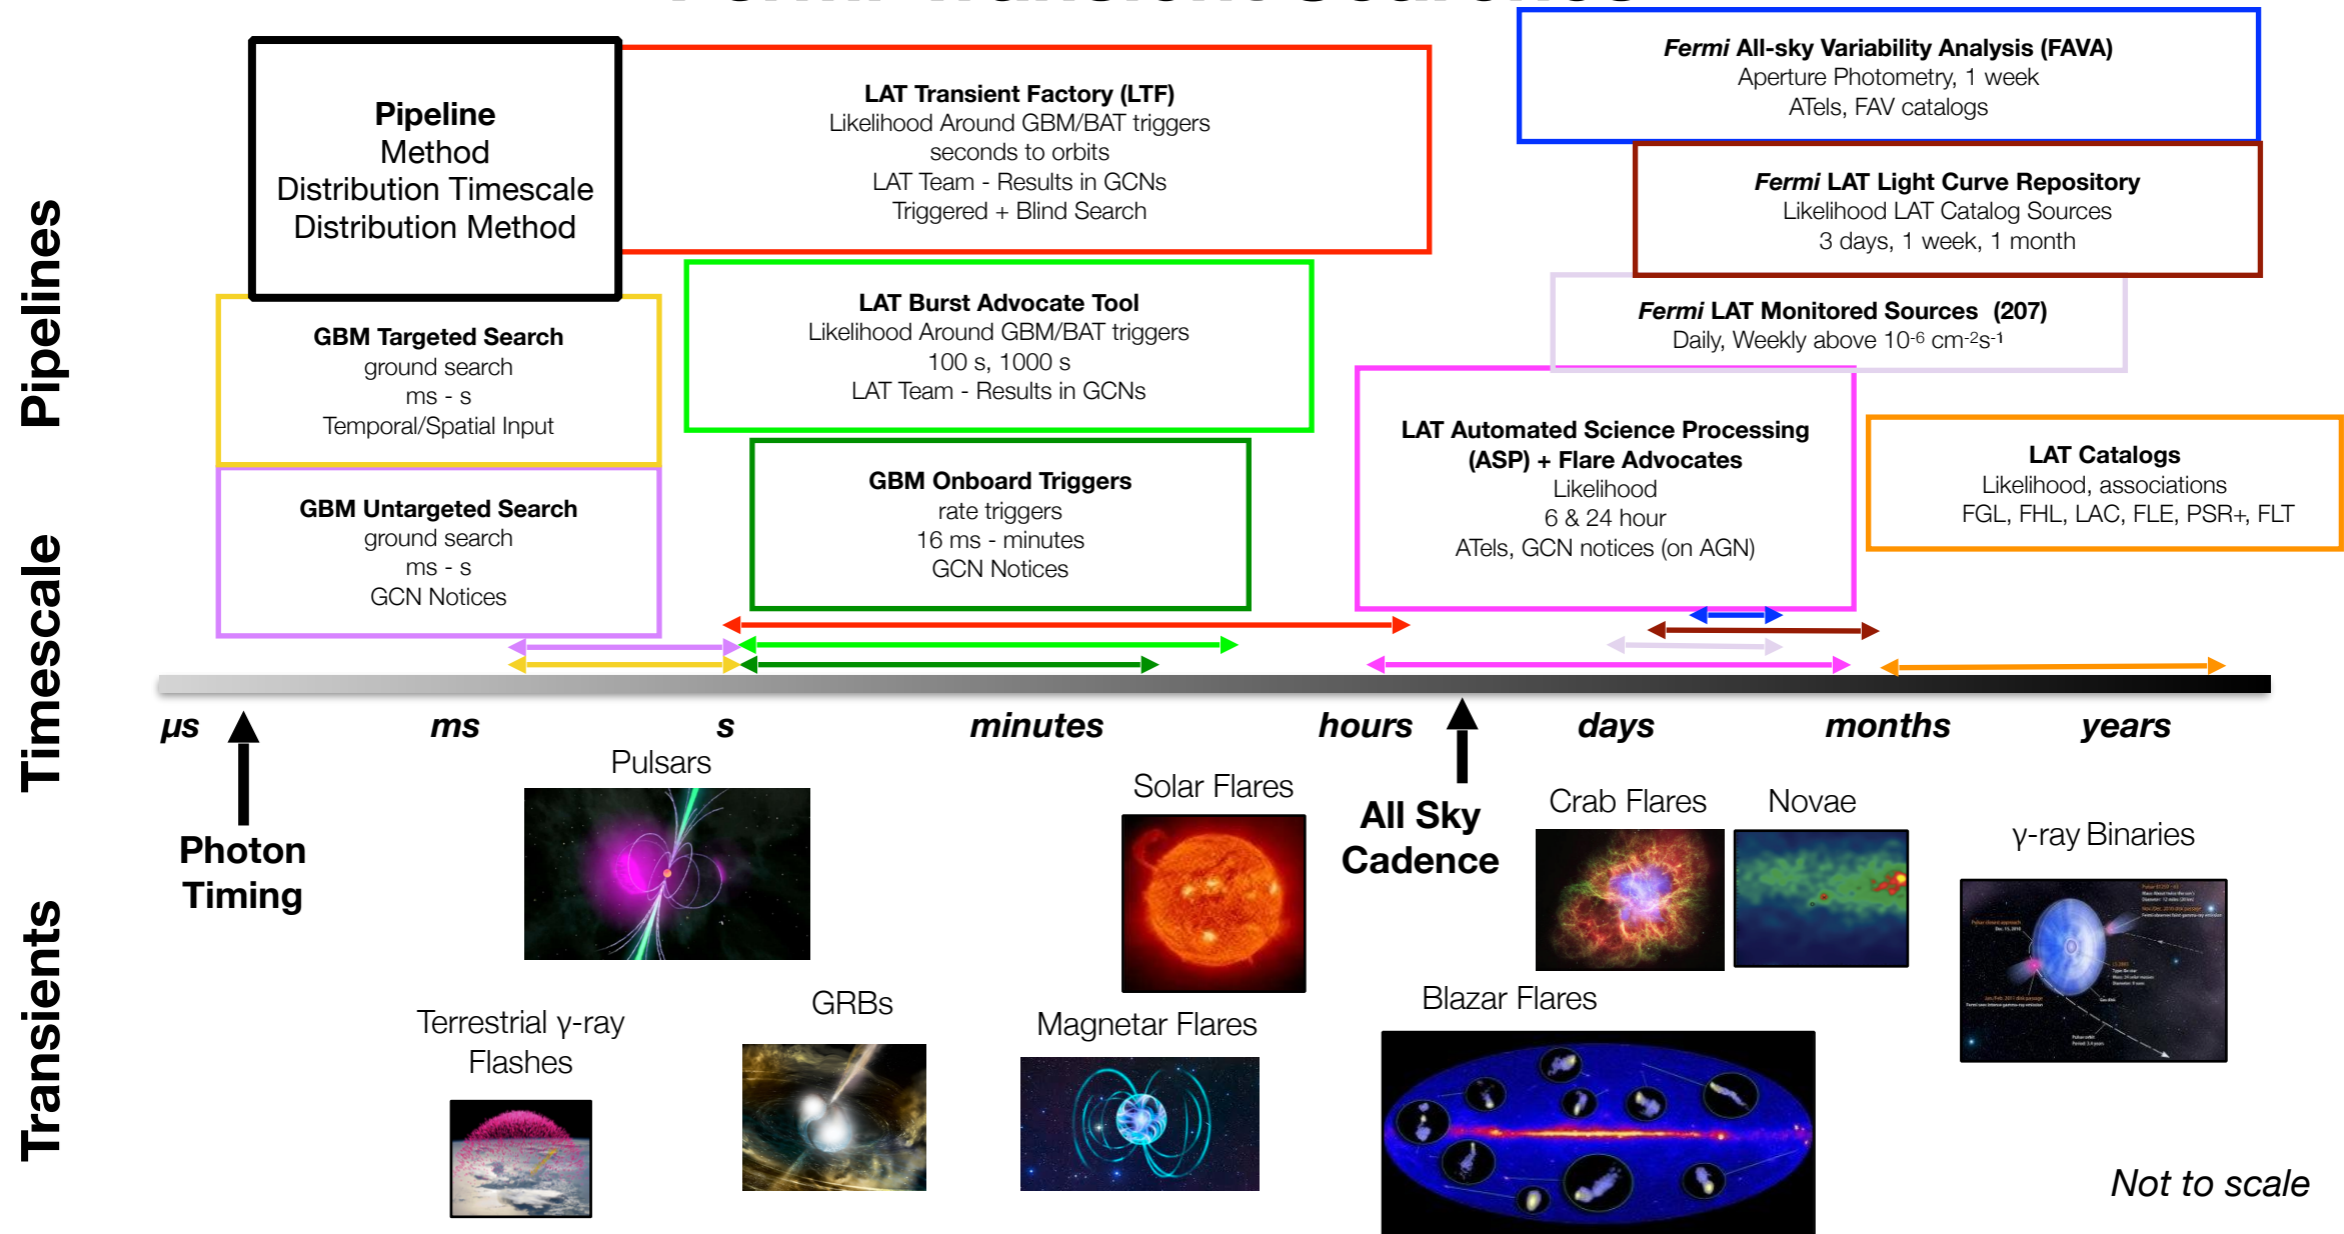 Fermi Transient Searches
Pipelines
Pipeline
Method
Distribution Timescale
Distribution Method
LAT Transient Factory (LTF)
Likelihood Around GBM/BAT triggers
seconds to orbits
LAT Team - Results in GCNs
Triggered + Blind Search
Fermi All-sky Variability Analysis (FAVA)
Aperture Photometry, 1 week
ATels, FAV catalogs
Fermi LAT Light Curve Repository
Likelihood LAT Catalog Sources
3 days, 1 week, 1 month
GBM Targeted Search
ground search
ms - s
Temporal/Spatial Input
LAT Burst Advocate Tool
Likelihood Around GBM/BAT triggers
100 s, 1000 s
LAT Team - Results in GCNs
Fermi LAT Monitored Sources (207)
Daily, Weekly above 10⁻⁶ cm⁻²s⁻¹
GBM Untargeted Search
ground search
ms - s
GCN Notices
GBM Onboard Triggers
rate triggers
16 ms - minutes
GCN Notices
LAT Automated Science Processing
(ASP) + Flare Advocates
Likelihood
6 & 24 hour
ATels, GCN notices (on AGN)
LAT Catalogs
Likelihood, associations
FGL, FHL, LAC, FLE, PSR+, FLT
Timescale
µs
ms
s
minutes
hours
days
months
years
Photon
Timing
All Sky
Cadence
Transients
Pulsars
Solar Flares
Crab Flares
Novae
γ-ray Binaries
Terrestrial γ-ray
Flashes
GRBs
Magnetar Flares
Blazar Flares
Not to scale